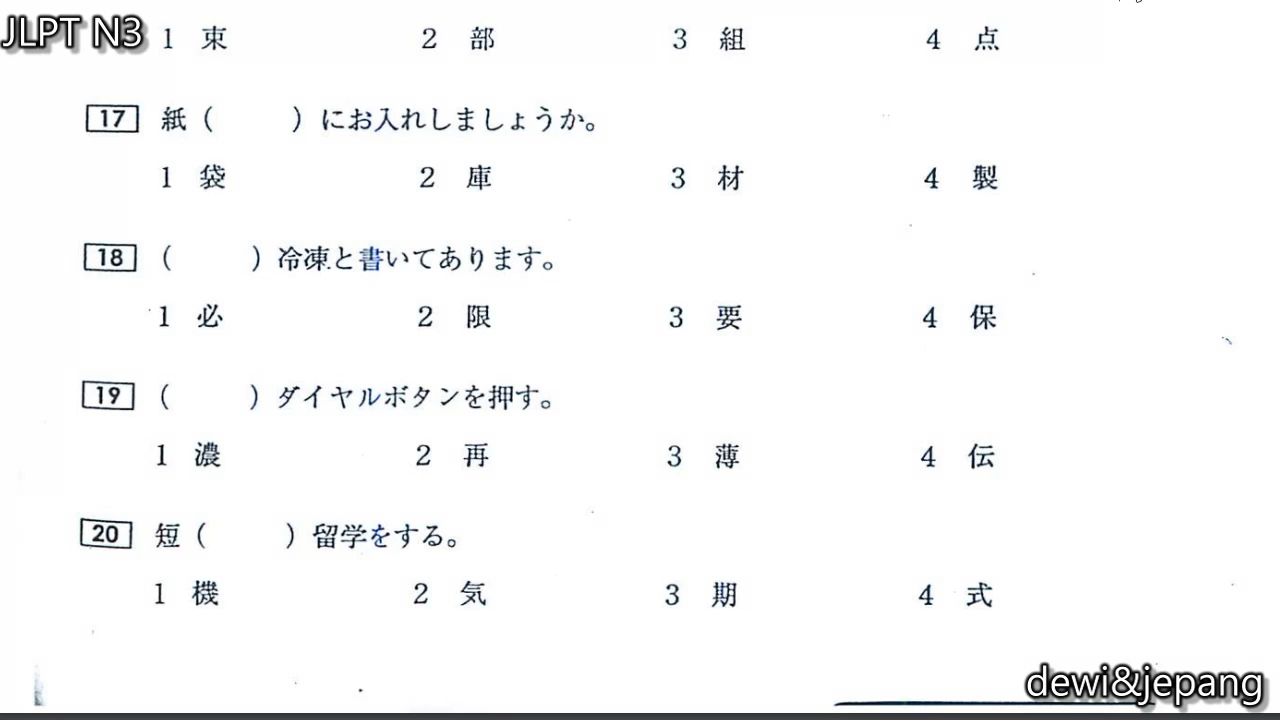 JLPT N3
1 束 2 部 3 組 4 点
17 紙（ ）にお入れしましょうか。
1 袋 2 庫 3 材 4 製
18 （ ）冷凍と書いてあります。
1 必 2 限 3 要 4 保
19 （ ）ダイヤルボタンを押す。
1 濃 2 再 3 薄 4 伝
20 短（ ）留学をする。
1 機 2 気 3 期 4 式
dewi&jepang